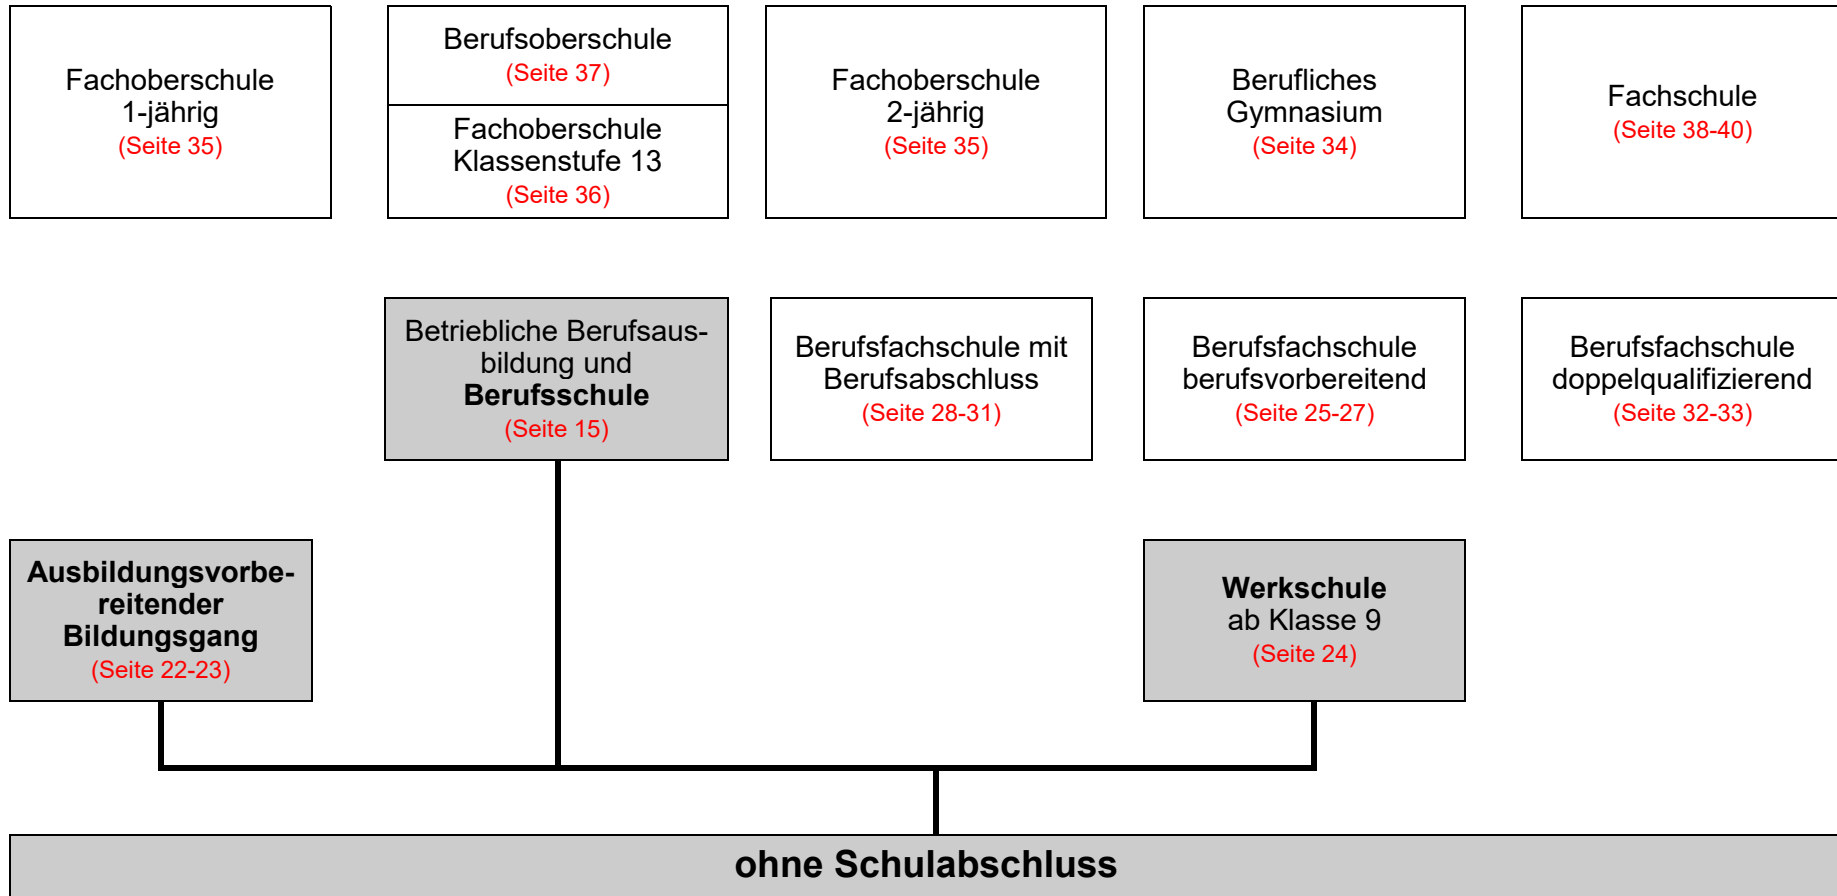 Fachoberschule
1-jährig
(Seite 35)
Berufsoberschule
(Seite 37)
Fachoberschule
Klassenstufe 13
(Seite 36)
Fachoberschule
2-jährig
(Seite 35)
Berufliches
Gymnasium
(Seite 34)
Fachschule
(Seite 38-40)
Betriebliche Berufsaus-
bildung und
Berufsschule
(Seite 15)
Berufsfachschule mit
Berufsabschluss
(Seite 28-31)
Berufsfachschule
berufsvorbereitend
(Seite 25-27)
Berufsfachschule
doppelqualifizierend
(Seite 32-33)
Ausbildungsvorbe-
reitender
Bildungsgang
(Seite 22-23)
Werkschule
ab Klasse 9
(Seite 24)
ohne Schulabschluss